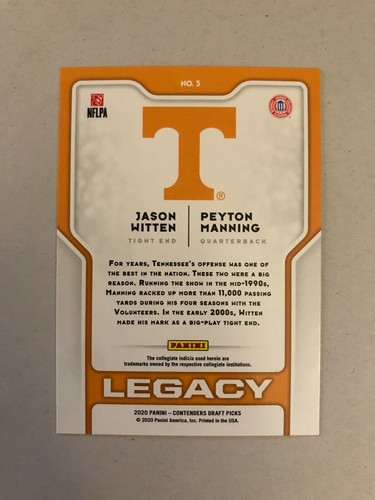 NO. 3
NFLPA
T®
JASON WITTEN
TIGHT END
PEYTON MANNING
QUARTERBACK
For years, Tennessee's offense was one of
the best in the nation. These two were a big
reason. Running the show in the mid-1990s,
Manning racked up more than 11,000 passing
yards during his four seasons with the
Volunteers. In the early 2000s, Witten
made his mark as a big-play tight end.
PANINI
The collegiate indicia used herein are
trademarks owned by the respective collegiate institutions.
LEGACY
2020 PANINI – CONTENDERS DRAFT PICKS
© 2020 Panini America, Inc. Printed in the USA.